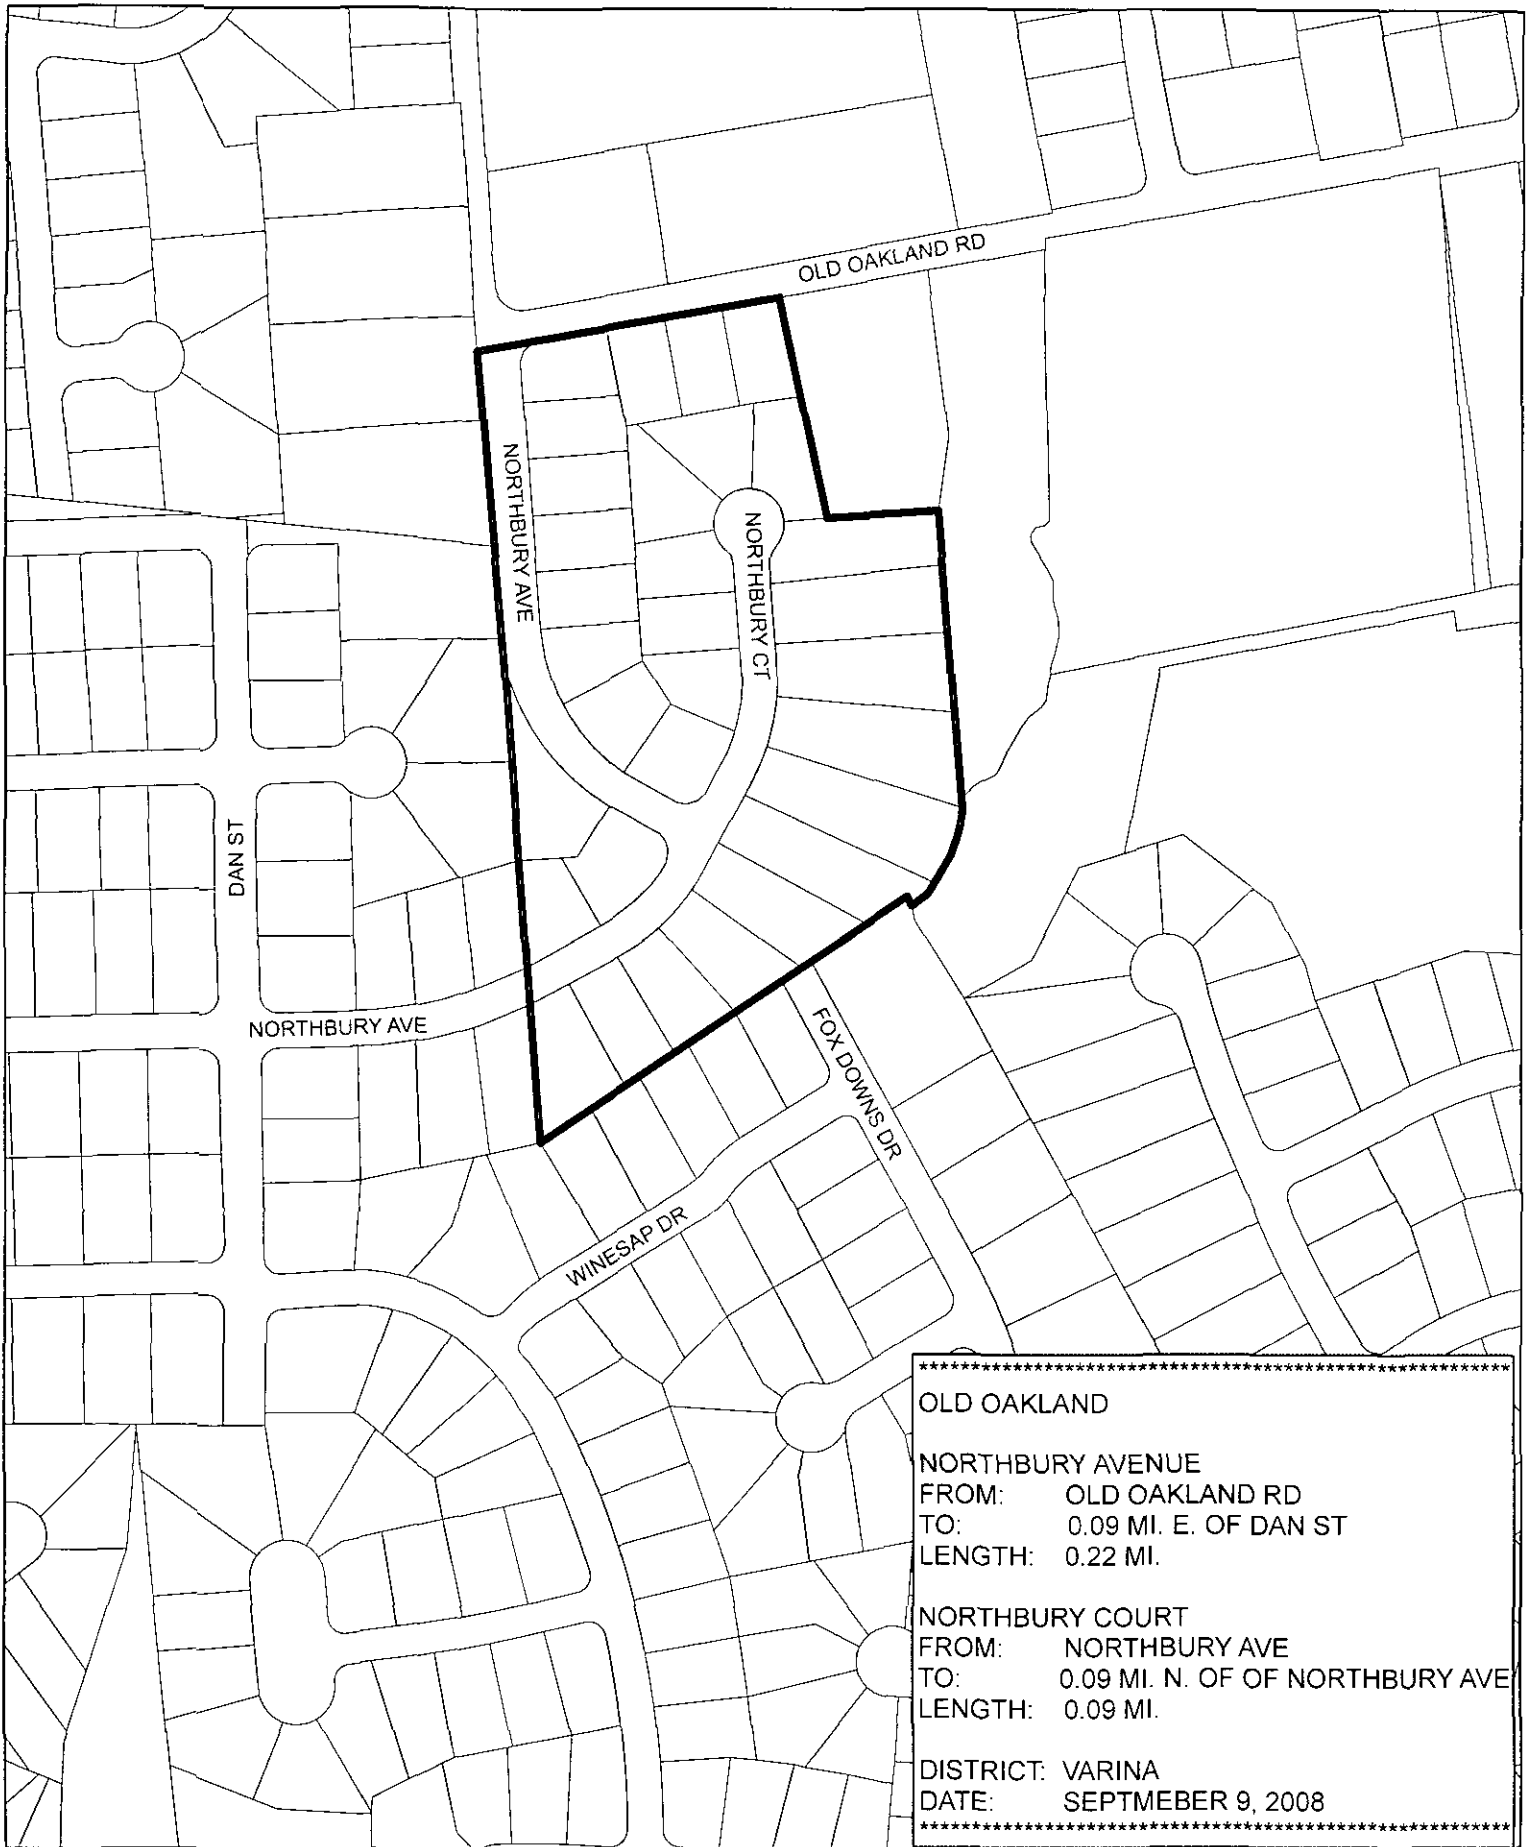 OLD OAKLAND RD
NORTHBURY AVE
NORTHBURY CT
DAN ST
NORTHBURY AVE
FOX DOWNS DR
WINESAP DR
************************************************************
OLD OAKLAND
NORTHBURY AVENUE
FROM: OLD OAKLAND RD
TO: 0.09 MI. E. OF DAN ST
LENGTH: 0.22 MI.
NORTHBURY COURT
FROM: NORTHBURY AVE
TO: 0.09 MI. N. OF OF NORTHBURY AVE
LENGTH: 0.09 MI.
DISTRICT: VARINA
DATE: SEPTMEBER 9, 2008
************************************************************